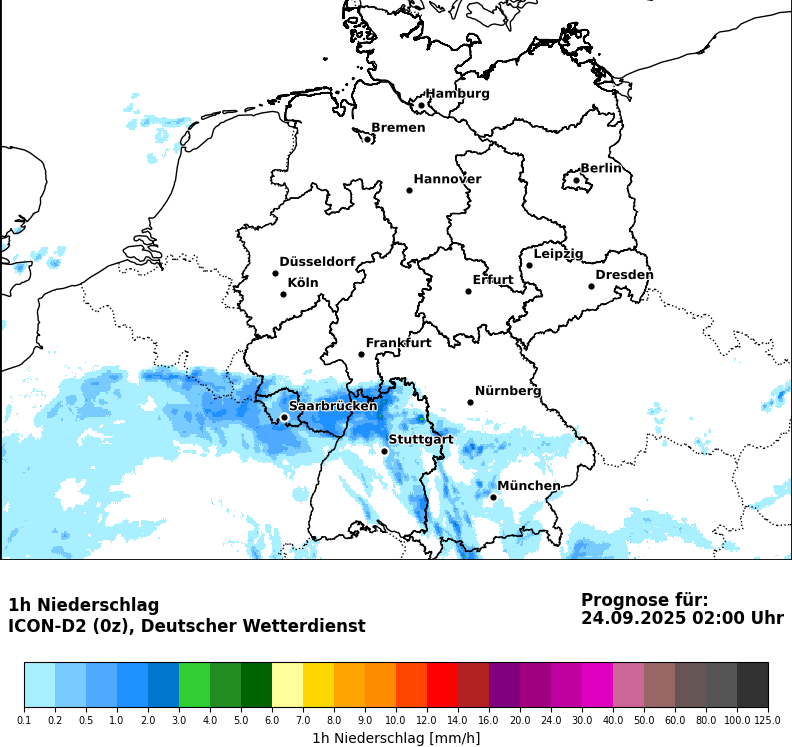 Hamburg
Bremen
Berlin
Hannover
Düsseldorf
Leipzig
Köln
Erfurt
Dresden
Frankfurt
Nürnberg
Saarbrücken
Stuttgart
München
1h Niederschlag
ICON-D2 (0z), Deutscher Wetterdienst
Prognose für:
24.09.2025 02:00 Uhr
0.1 0.2 0.5 1.0 2.0 3.0 4.0 5.0 6.0 7.0 9.0 10.0 12.0 14.0 16.0 20.0 24.0 30.0 40.0 50.0 60.0 80.0 100.0 125.0
1h Niederschlag [mm/h]